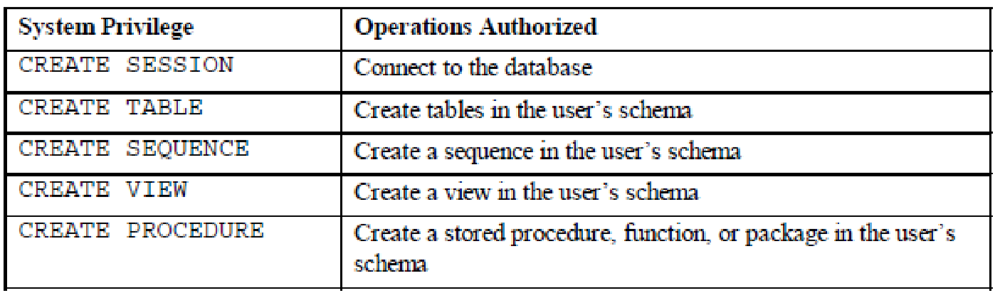 System Privilege Operations Authorized
CREATE SESSION Connect to the database
CREATE TABLE Create tables in the user's schema
CREATE SEQUENCE Create a sequence in the user's schema
CREATE VIEW Create a view in the user's schema
CREATE PROCEDURE Create a stored procedure, function, or package in the user's
schema